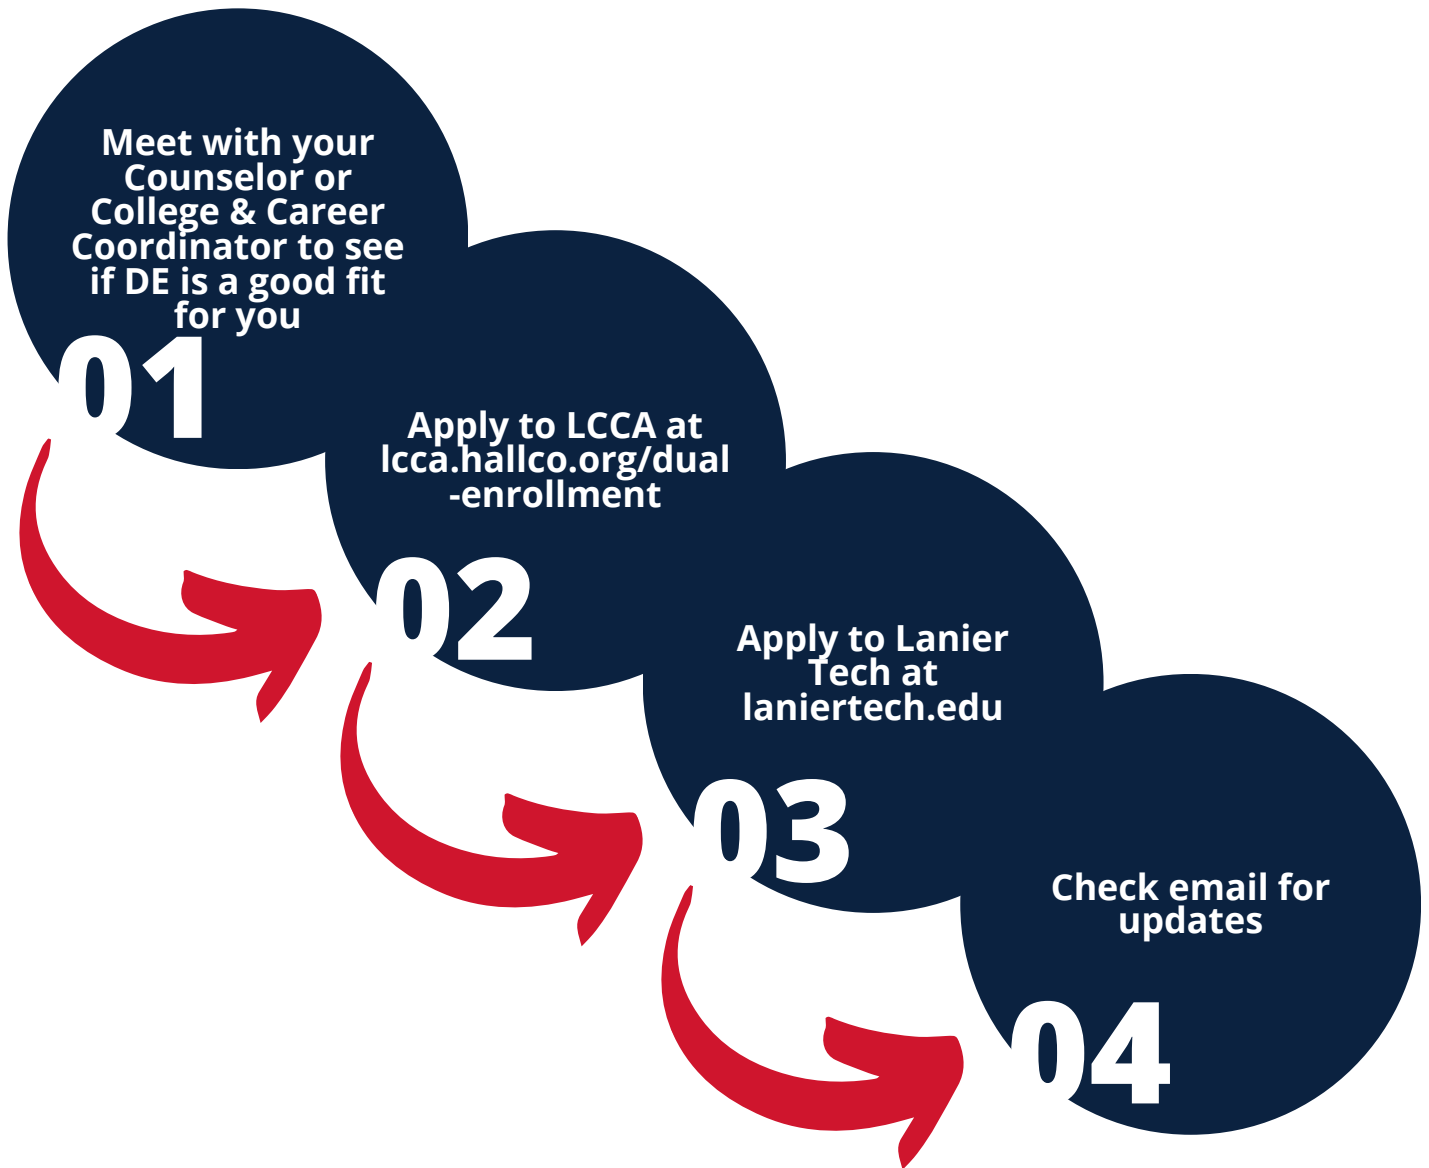 Meet with your
Counselor or
College & Career
Coordinator to see
if DE is a good fit
for you
01
Apply to LCCA at
lcca.hallco.org/dual
-enrollment
02
Apply to Lanier
Tech at
laniertech.edu
03
Check email for
updates
04